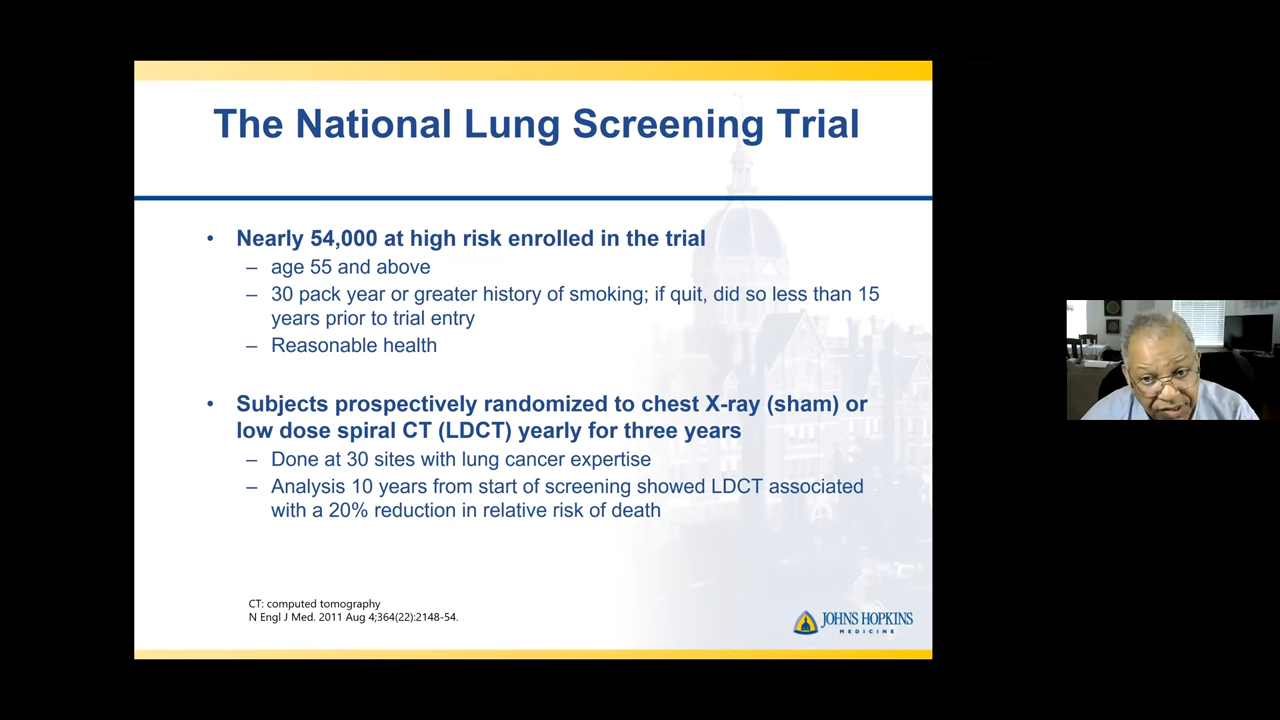 The National Lung Screening Trial
• Nearly 54,000 at high risk enrolled in the trial
– age 55 and above
– 30 pack year or greater history of smoking; if quit, did so less than 15
years prior to trial entry
– Reasonable health
• Subjects prospectively randomized to chest X-ray (sham) or
low dose spiral CT (LDCT) yearly for three years
– Done at 30 sites with lung cancer expertise
– Analysis 10 years from start of screening showed LDCT associated
with a 20% reduction in relative risk of death
CT: computed tomography
N Engl J Med. 2011 Aug 4;364(22):2148-54.
JOHNS HOPKINS
MEDICINE